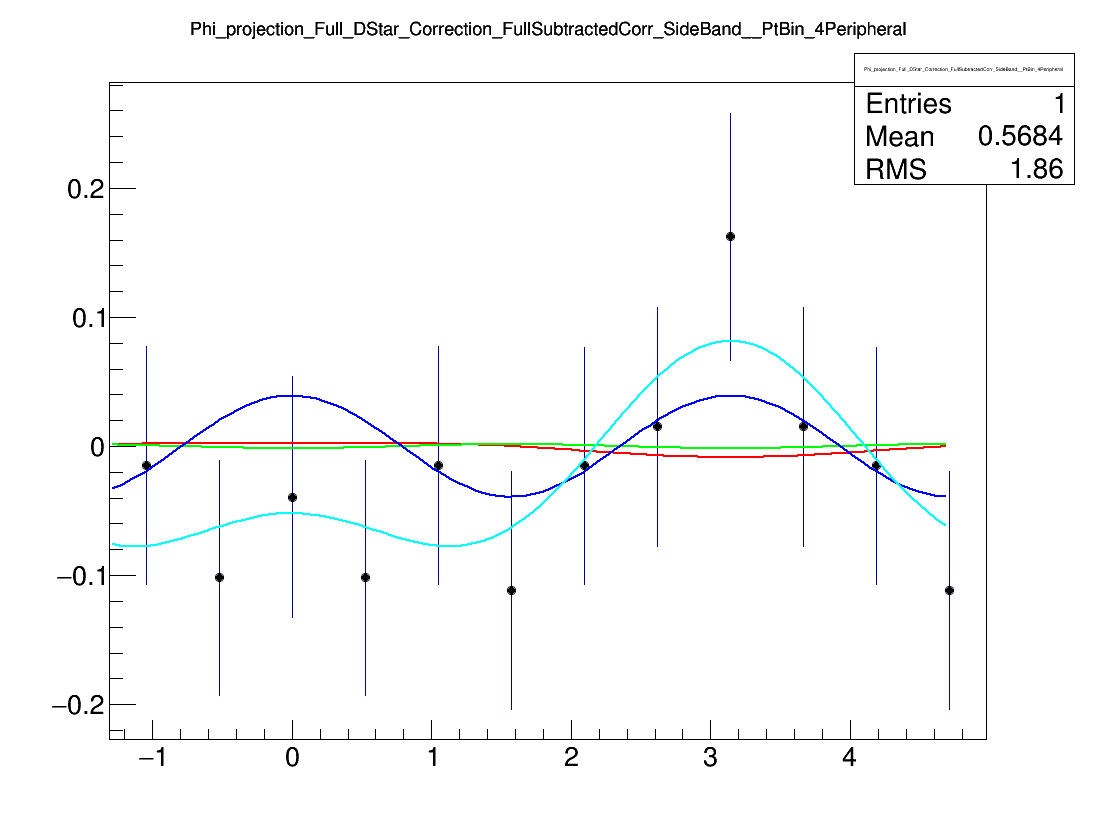 Phi_projection_Full_DStar_Correction_FullSubtractedCorr_SideBand__PtBin_4Peripheral
Phi_projection_Full_DStar_Correction_FullSubtractedCorr_SideBand__PtBin_4Peripheral
Entries 1
Mean 0.5684
RMS 1.86
0.2
0.1
0
−0.1
−0.2
−1 0 1 2 3 4